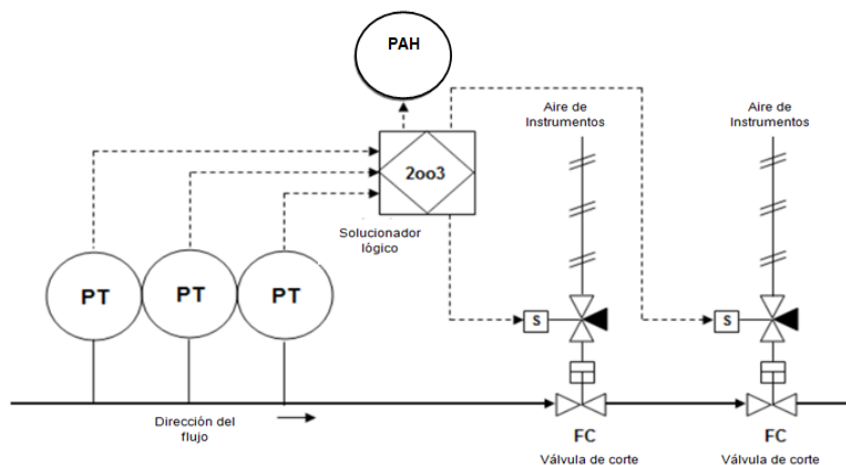 PAH
Aire de
Instrumentos
Aire de
Instrumentos
2oo3
Solucionador
lógico
PT
PT
PT
S
S
Dirección del
flujo
FC
Válvula de corte
FC
Válvula de corte